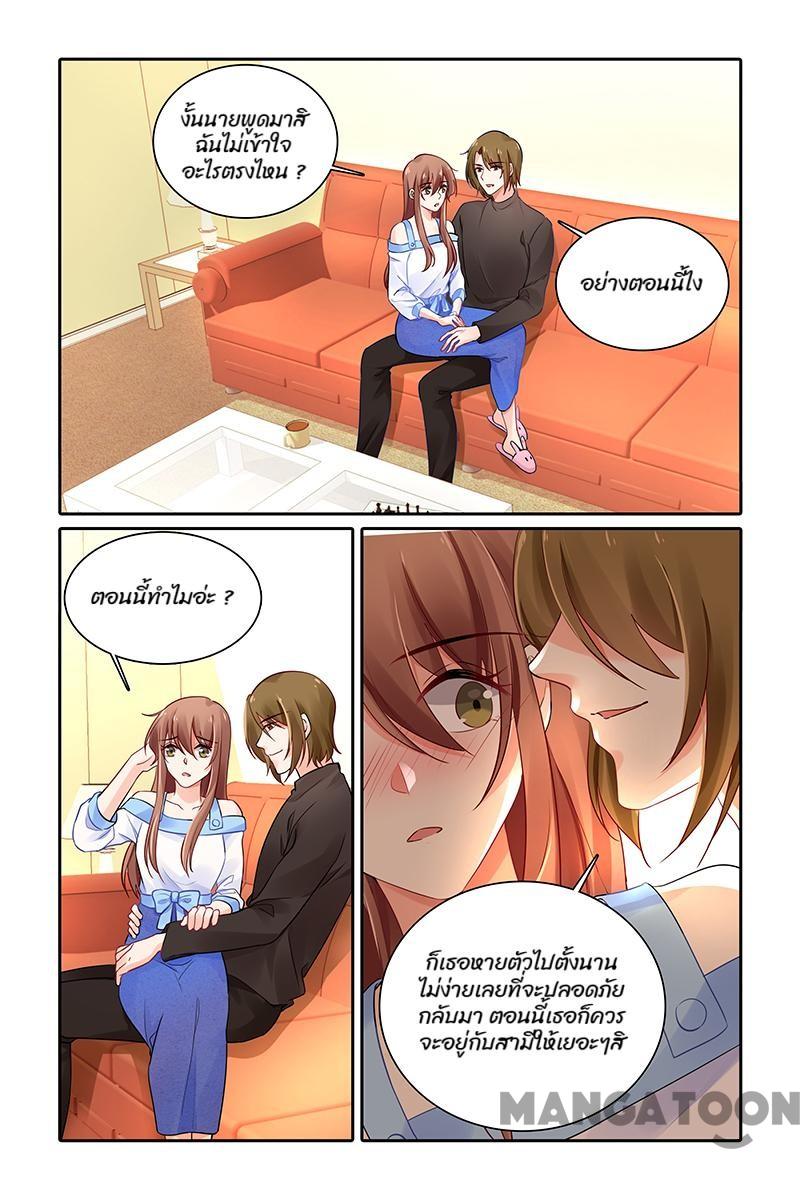 งั้นนายพูดมาสิ
ฉันไม่เข้าใจ
อะไรตรงไหน ?
อย่างตอนนี้ไง
ตอนนี้ทำไมอ่ะ ?
ก็เธอหายตัวไปตั้งนาน
ไม่ง่ายเลยที่จะปลอดภัย
กลับมา ตอนนี้เธอก็ควร
จะอยู่กับสามีให้เยอะๆสิ
MANGATOON